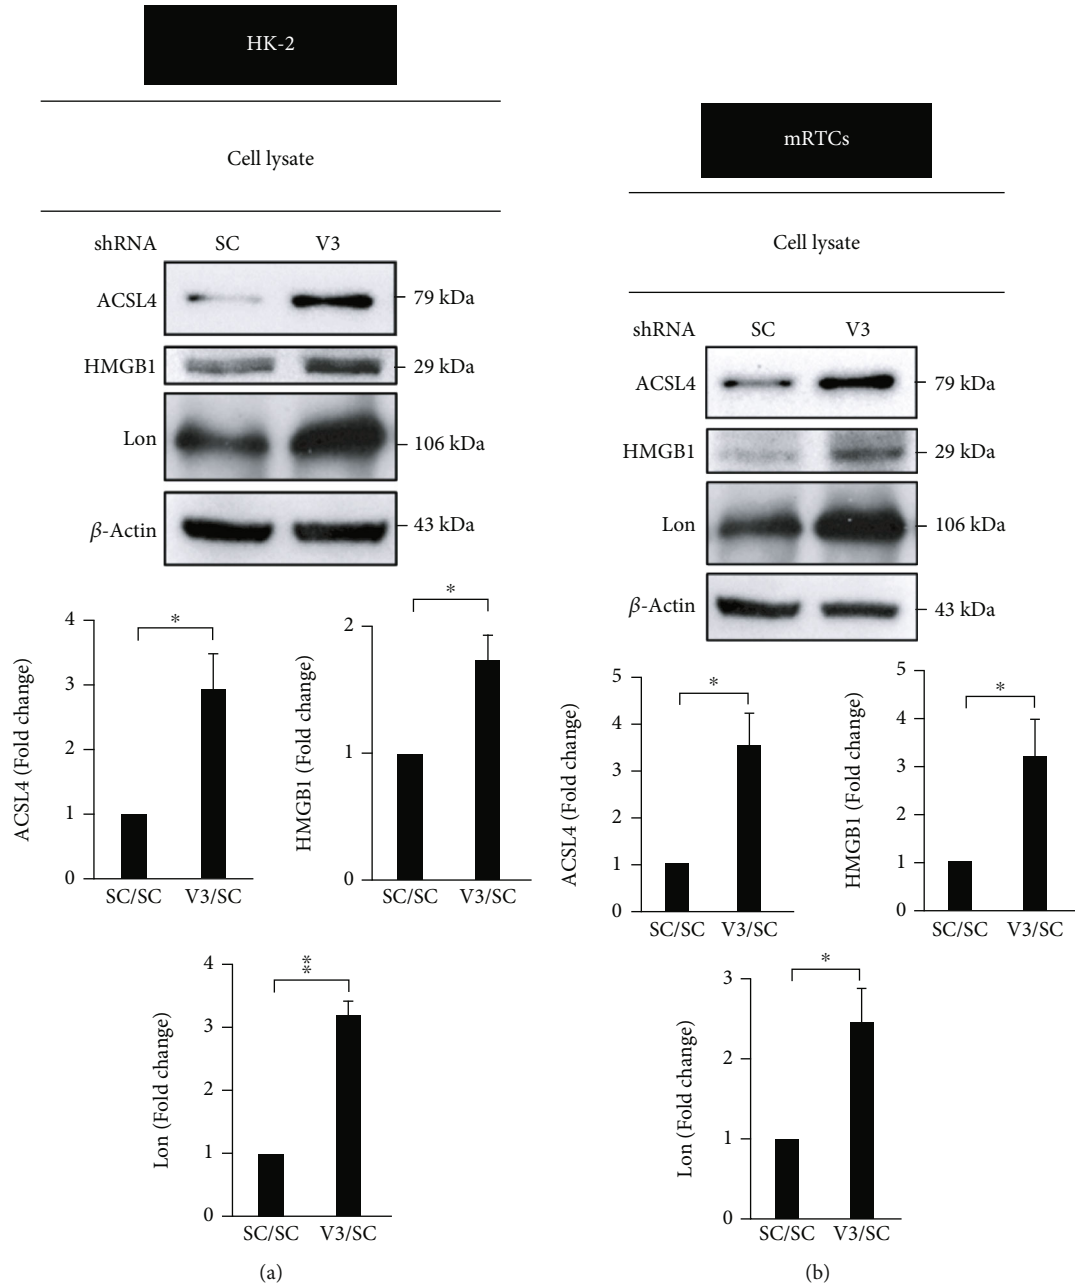 HK-2
Cell lysate
shRNA SC V3
ACSL4 79 kDa
HMGB1 29 kDa
Lon 106 kDa
β-Actin 43 kDa
ACSL4 (Fold change)
4
3
2
1
0
*
SC/SC V3/SC
HMGB1 (Fold change)
2
1
0
*
SC/SC V3/SC
Lon (Fold change)
4
3
2
1
0
**
SC/SC V3/SC
(a)
mRTCs
Cell lysate
shRNA SC V3
ACSL4 79 kDa
HMGB1 29 kDa
Lon 106 kDa
β-Actin 43 kDa
ACSL4 (Fold change)
5
4
3
2
1
0
*
SC/SC V3/SC
HMGB1 (Fold change)
5
4
3
2
1
0
*
SC/SC V3/SC
Lon (Fold change)
3
2
1
0
*
SC/SC V3/SC
(b)